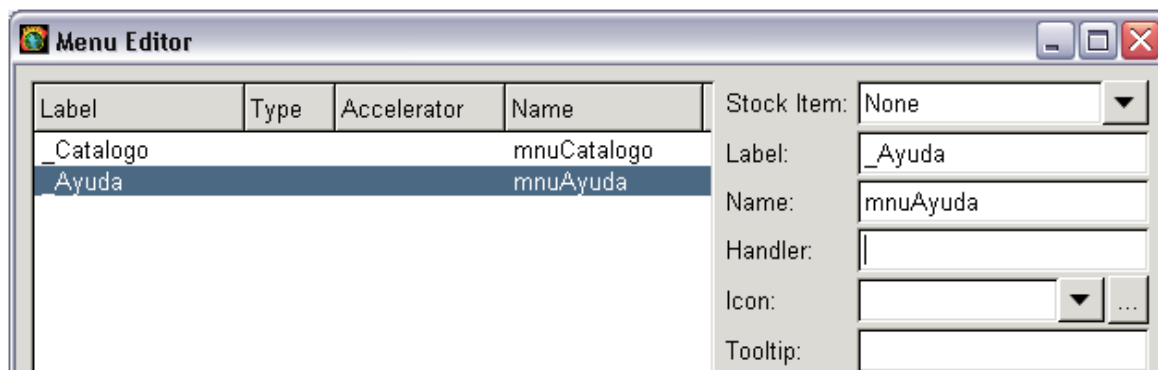 Menu Editor
Label Type Accelerator Name
_Catalogo mnuCatalogo
_Ayuda mnuAyuda
Stock Item: None
Label: _Ayuda
Name: mnuAyuda
Handler:
Icon: ...
Tooltip: